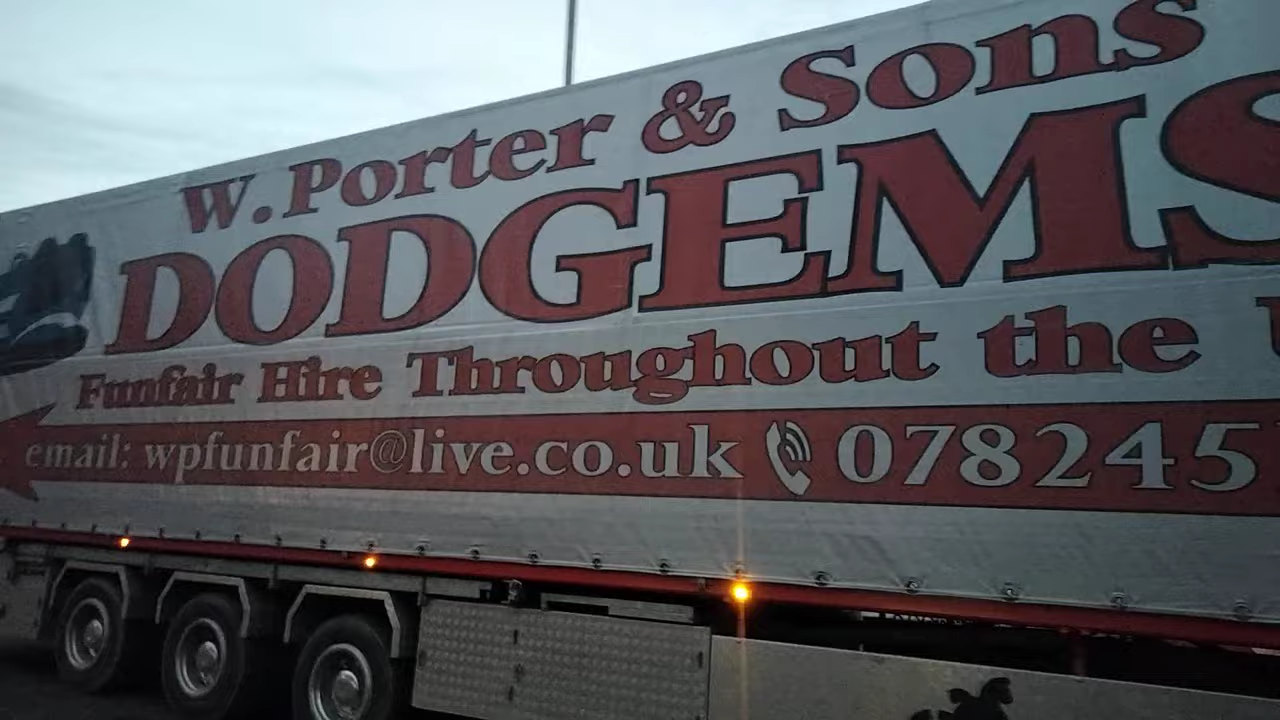 W. Porter & Sons
DODGEMS
Funfair Hire Throughout the
email: wpfunfair@live.co.uk 078245